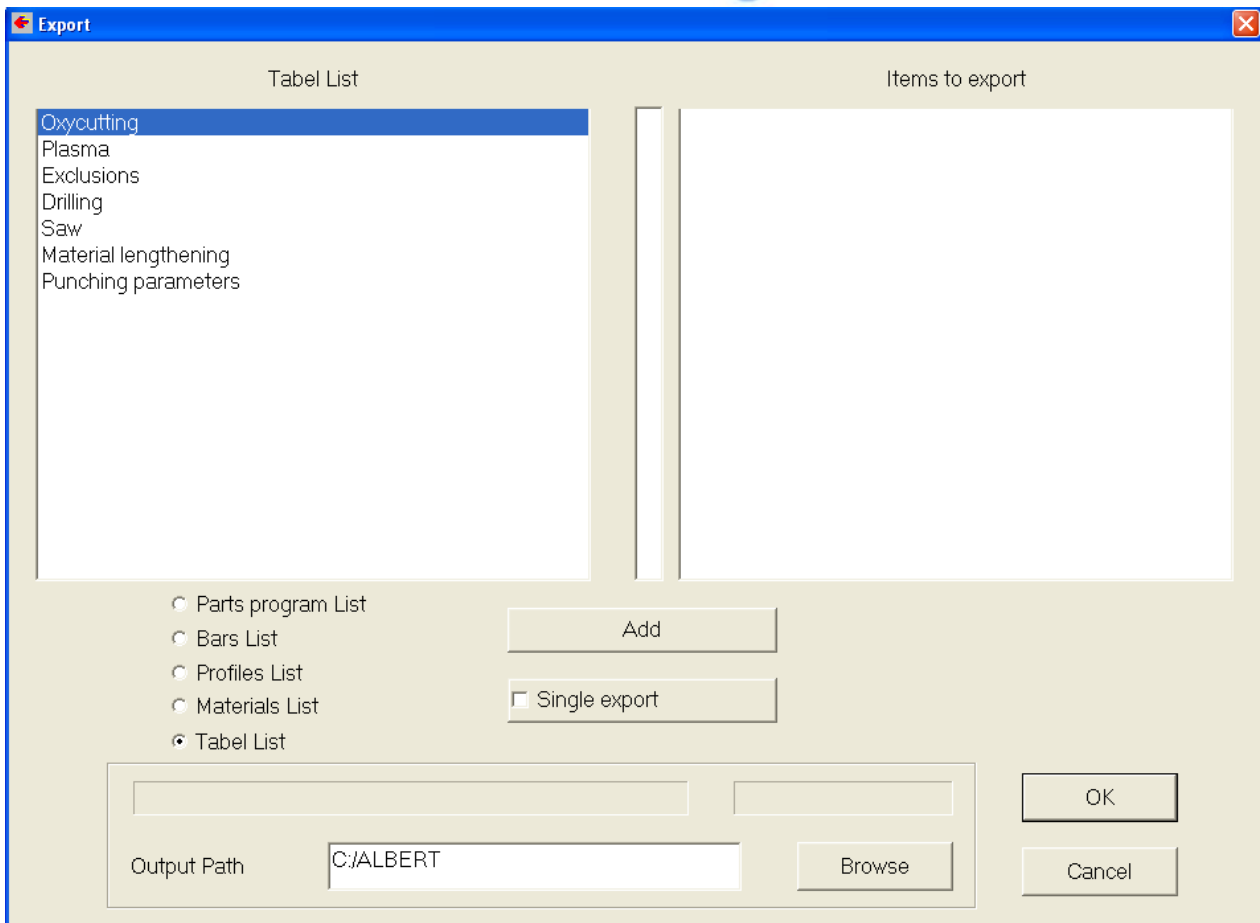 Export
Tabel List
Items to export
Oxycutting
Plasma
Exclusions
Drilling
Saw
Material lengthening
Punching parameters
Parts program List
Bars List
Profiles List
Materials List
Tabel List
Add
Single export
OK
Output Path
C:/ALBERT
Browse
Cancel